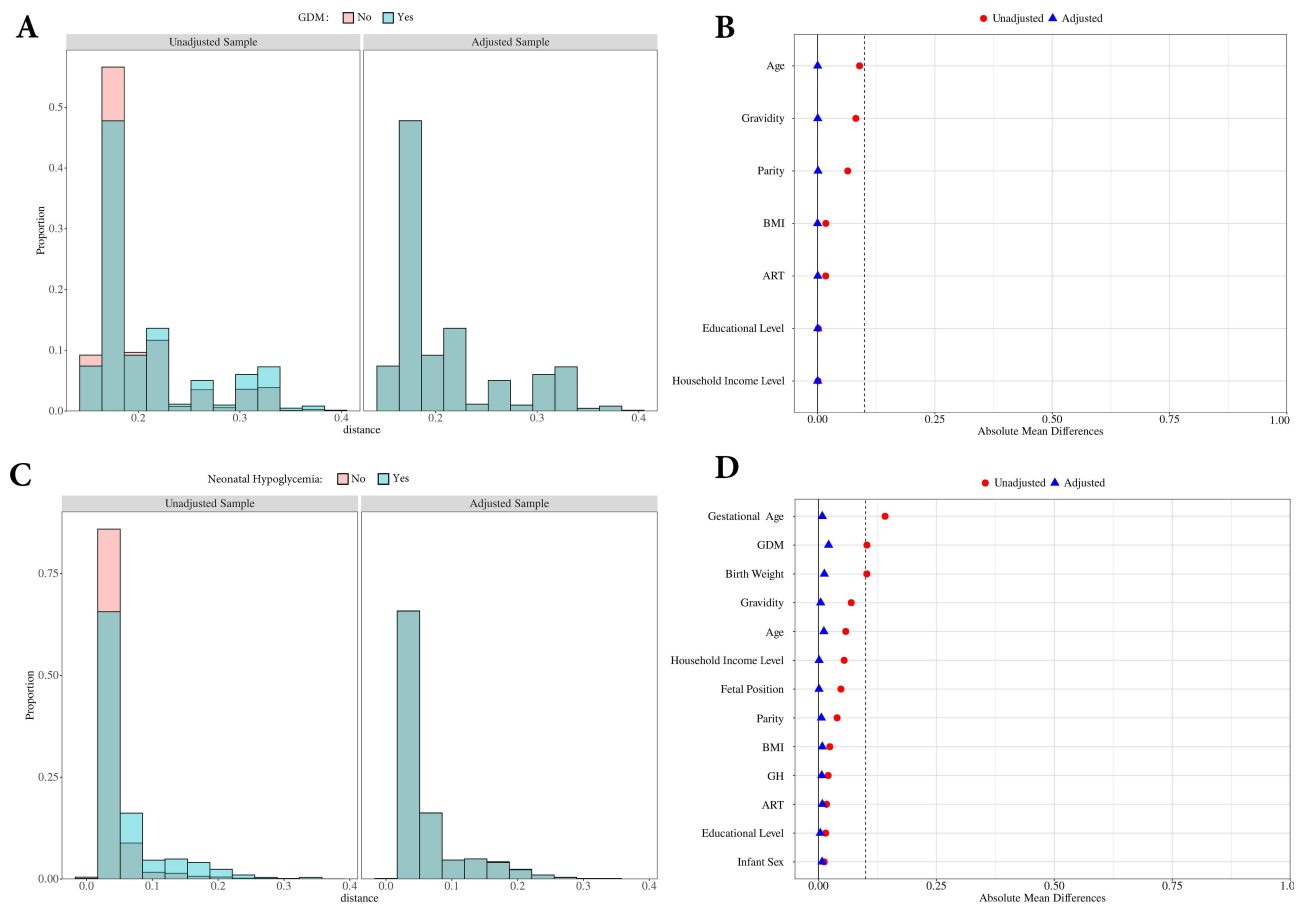 A
GDM: No Yes
Unadjusted Sample
Adjusted Sample
Proportion
0.5
0.4
0.3
0.2
0.1
0.0
0.2 0.3 0.4
0.2 0.3 0.4
distance
B
Unadjusted Adjusted
Age
Gravidity
Parity
BMI
ART
Educational Level
Household Income Level
0.00 0.25 0.50 0.75 1.00
Absolute Mean Differences
C
Neonatal Hypoglycemia: No Yes
Unadjusted Sample
Adjusted Sample
Proportion
0.75
0.50
0.25
0.00
0.0 0.1 0.2 0.3 0.4
0.0 0.1 0.2 0.3 0.4
distance
D
Unadjusted Adjusted
Gestational Age
GDM
Birth Weight
Gravidity
Age
Household Income Level
Fetal Position
Parity
BMI
GH
ART
Educational Level
Infant Sex
0.00 0.25 0.50 0.75 1.0
Absolute Mean Differences